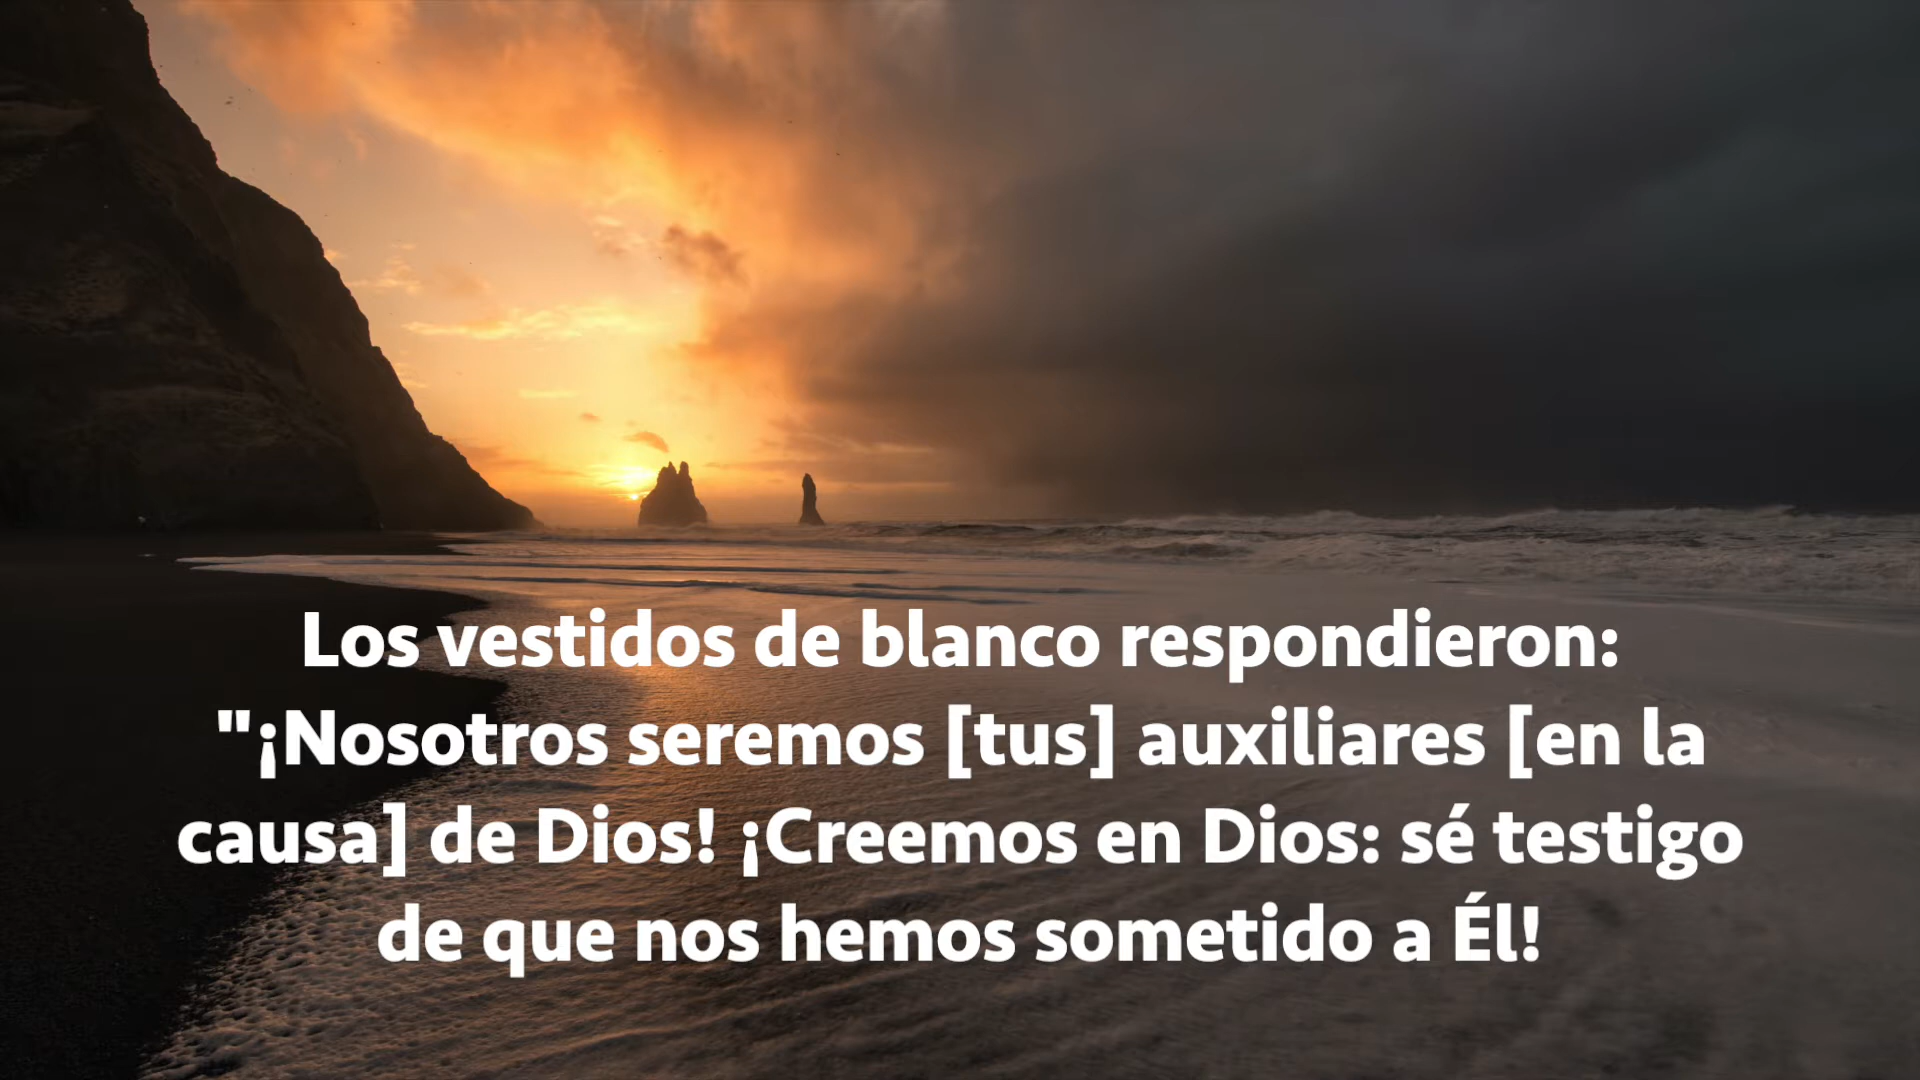 Los vestidos de blanco respondieron:
"¡Nosotros seremos [tus] auxiliares [en la
causa] de Dios! ¡Creemos en Dios: sé testigo
de que nos hemos sometido a Él!